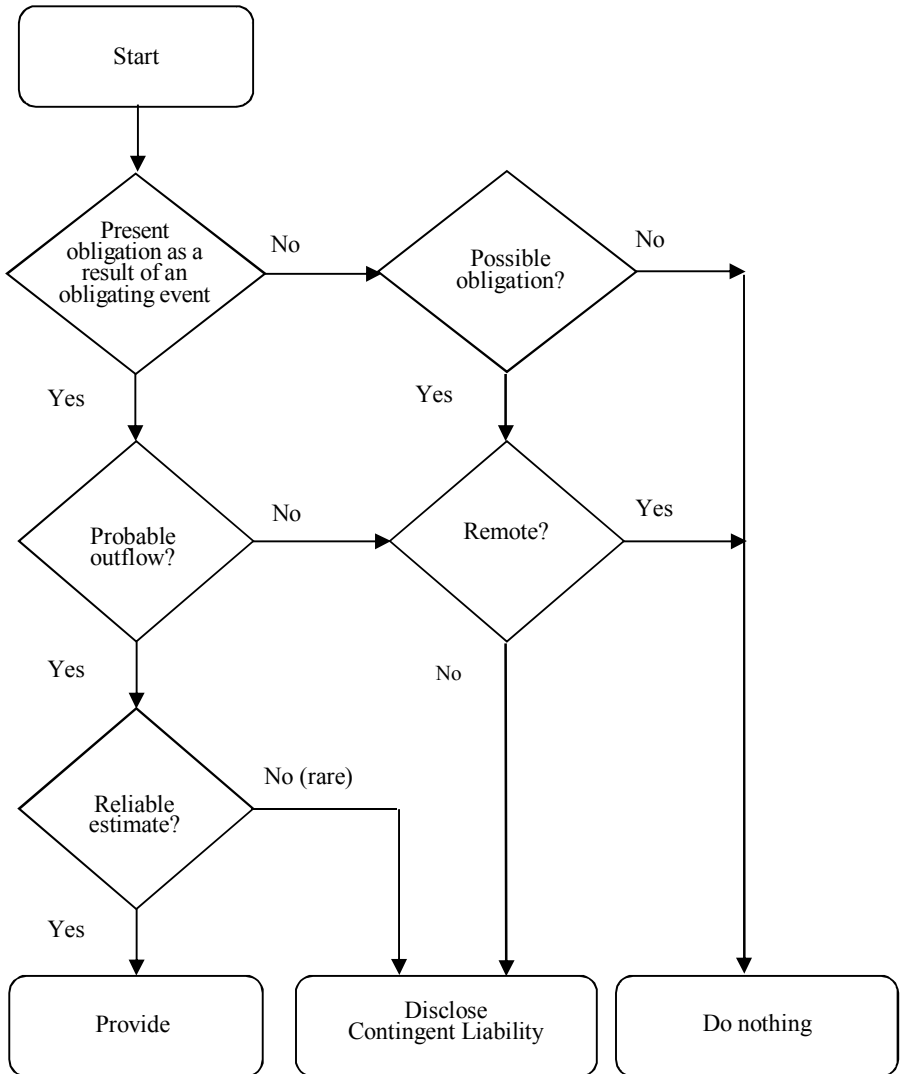 Start
Present
obligation as a
result of an
obligating event
No
Possible
obligation?
No
Yes
Yes
Probable
outflow?
No
Remote?
Yes
Yes
No
Reliable
estimate?
No (rare)
Yes
Provide
Disclose
Contingent Liability
Do nothing